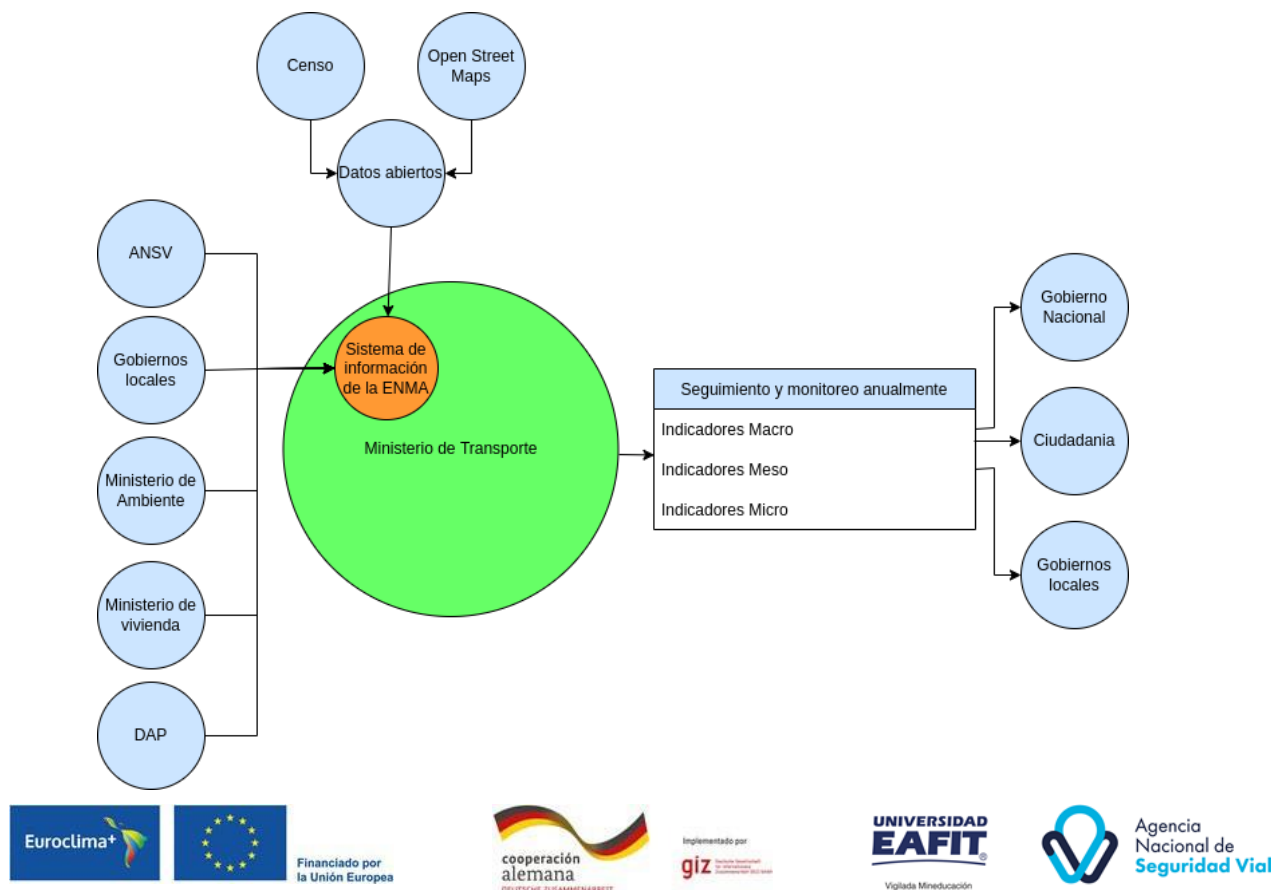 Censo
Open Street
Maps
Datos abiertos
ANSV
Gobiernos
locales
Ministerio de
Ambiente
Ministerio de
vivienda
DAP
Sistema de
información
de la ENMA
Ministerio de Transporte
Seguimiento y monitoreo anualmente
Indicadores Macro
Indicadores Meso
Indicadores Micro
Gobierno
Nacional
Ciudadania
Gobiernos
locales
Euroclima+
Financiado por
la Unión Europea
cooperación
alemana
DEUTSCHE ZUSAMMENARBEIT
Implementado por
giz
UNIVERSIDAD
EAFIT
Vigilada Mineducación
Agencia
Nacional de
Seguridad Vial